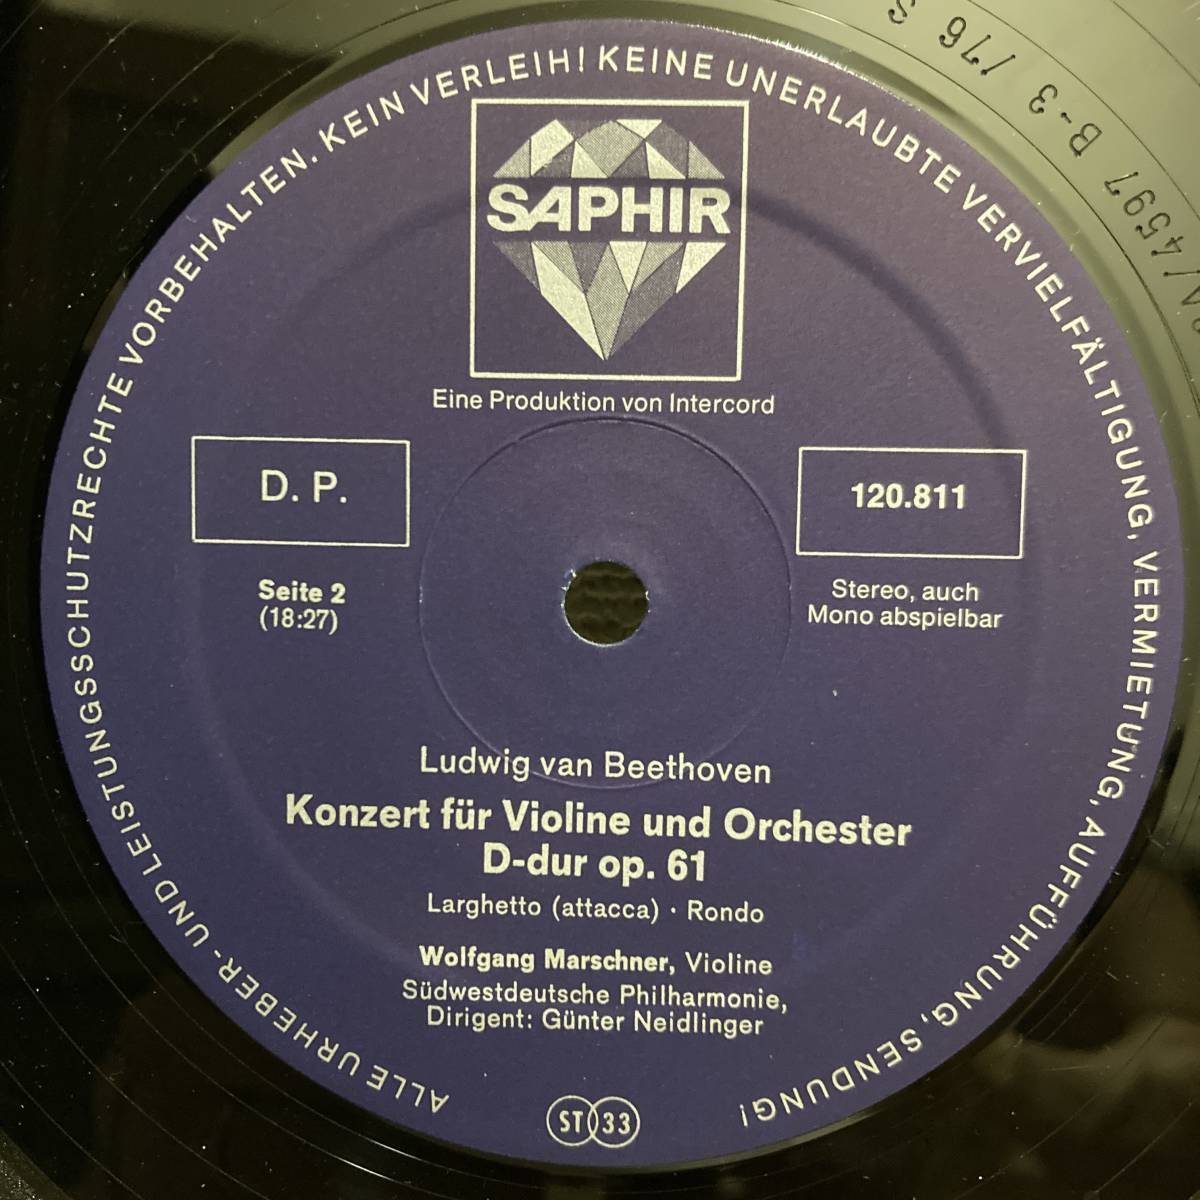 ALLE URHEBER- UND LEISTUNGSSCHUTZRECHTE VORBEHALTEN. KEIN VERLEIH! KEINE UNERLAUBTE VERVIELFÄLTIGUNG, VERMIETUNG, AUFFÜHRUNG, SENDUNG!
SAPHIR
Eine Produktion von Intercord
D. P.
120.811
Seite 2
(18:27)
Stereo, auch
Mono abspielbar
Ludwig van Beethoven
Konzert für Violine und Orchester
D-dur op. 61
Larghetto (attacca) · Rondo
Wolfgang Marschner, Violine
Südwestdeutsche Philharmonie,
Dirigent: Günter Neidlinger
ST 33
/4597 B-3 /76 S